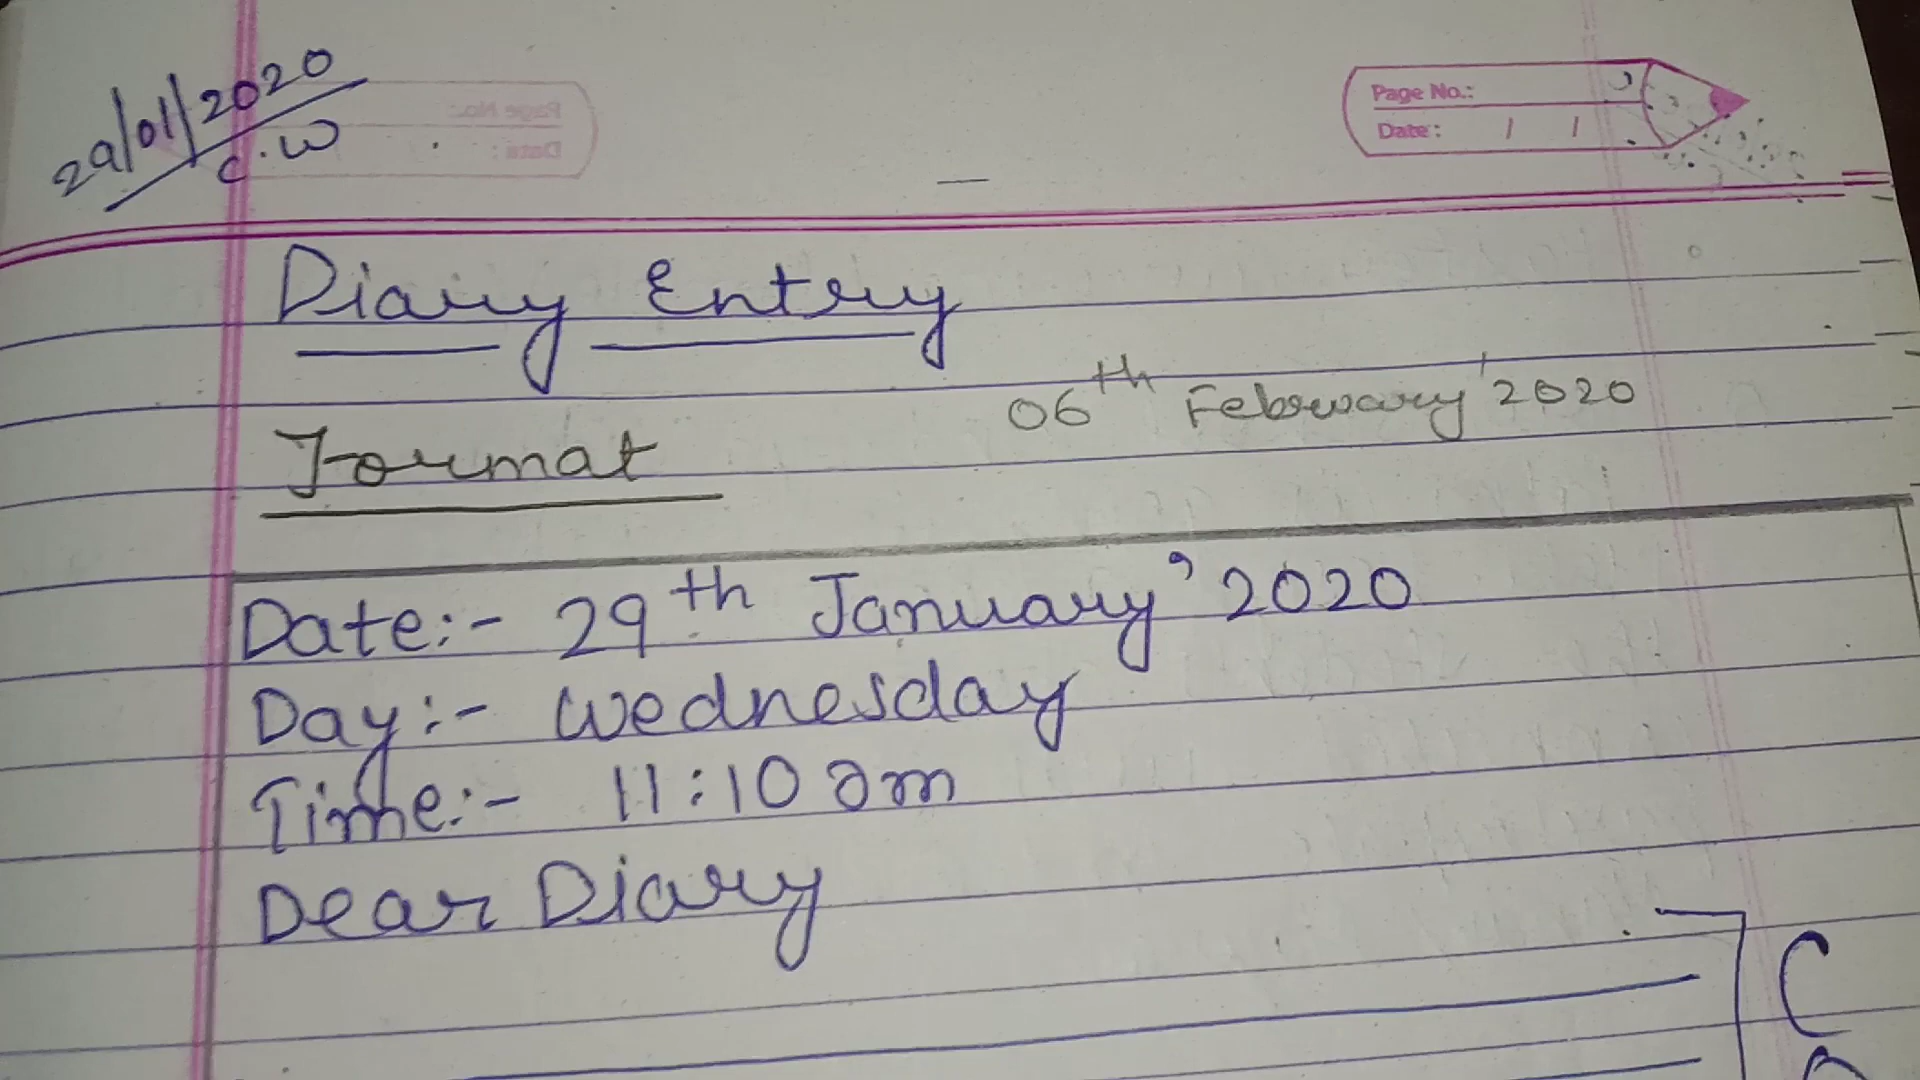 29/01/2020
C.W
Page No.:
Date: / /
Diary Entry
06th February'2020
Format
Date:- 29th January'2020
Day:- Wednesday
Time:- 11:10 am
Dear Diary
C